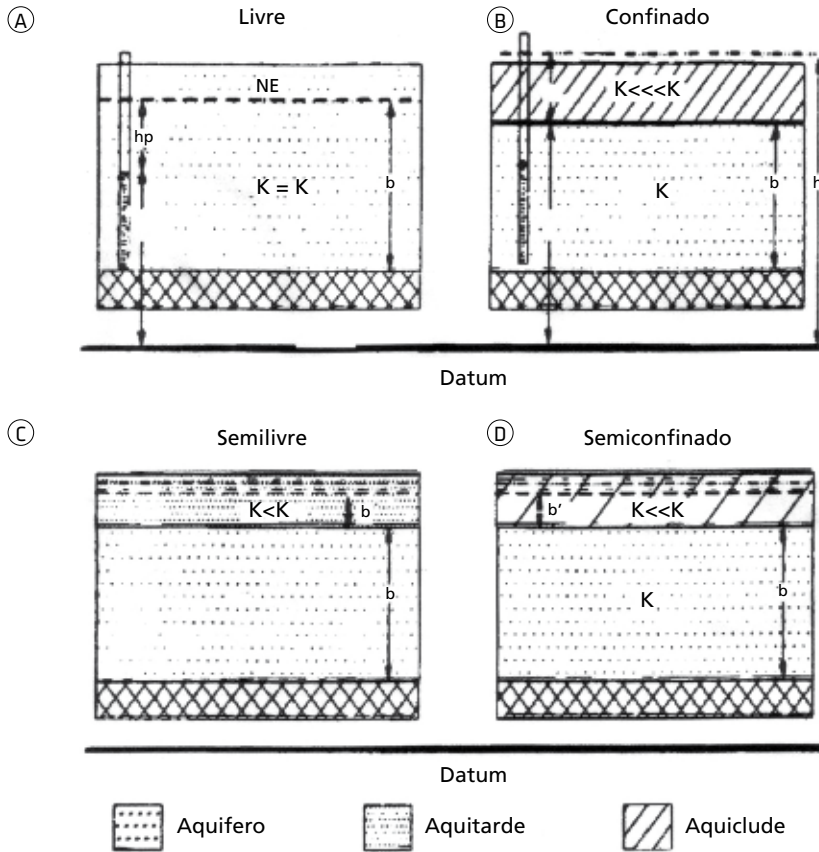 A Livre
B Confinado
NE
K<<<K
hp
K = K
b
K
b
h
Datum
C Semilivre
D Semiconfinado
K<K
b
K<<K
b'
b
K
b
Datum
Aquifero
Aquitarde
Aquiclude